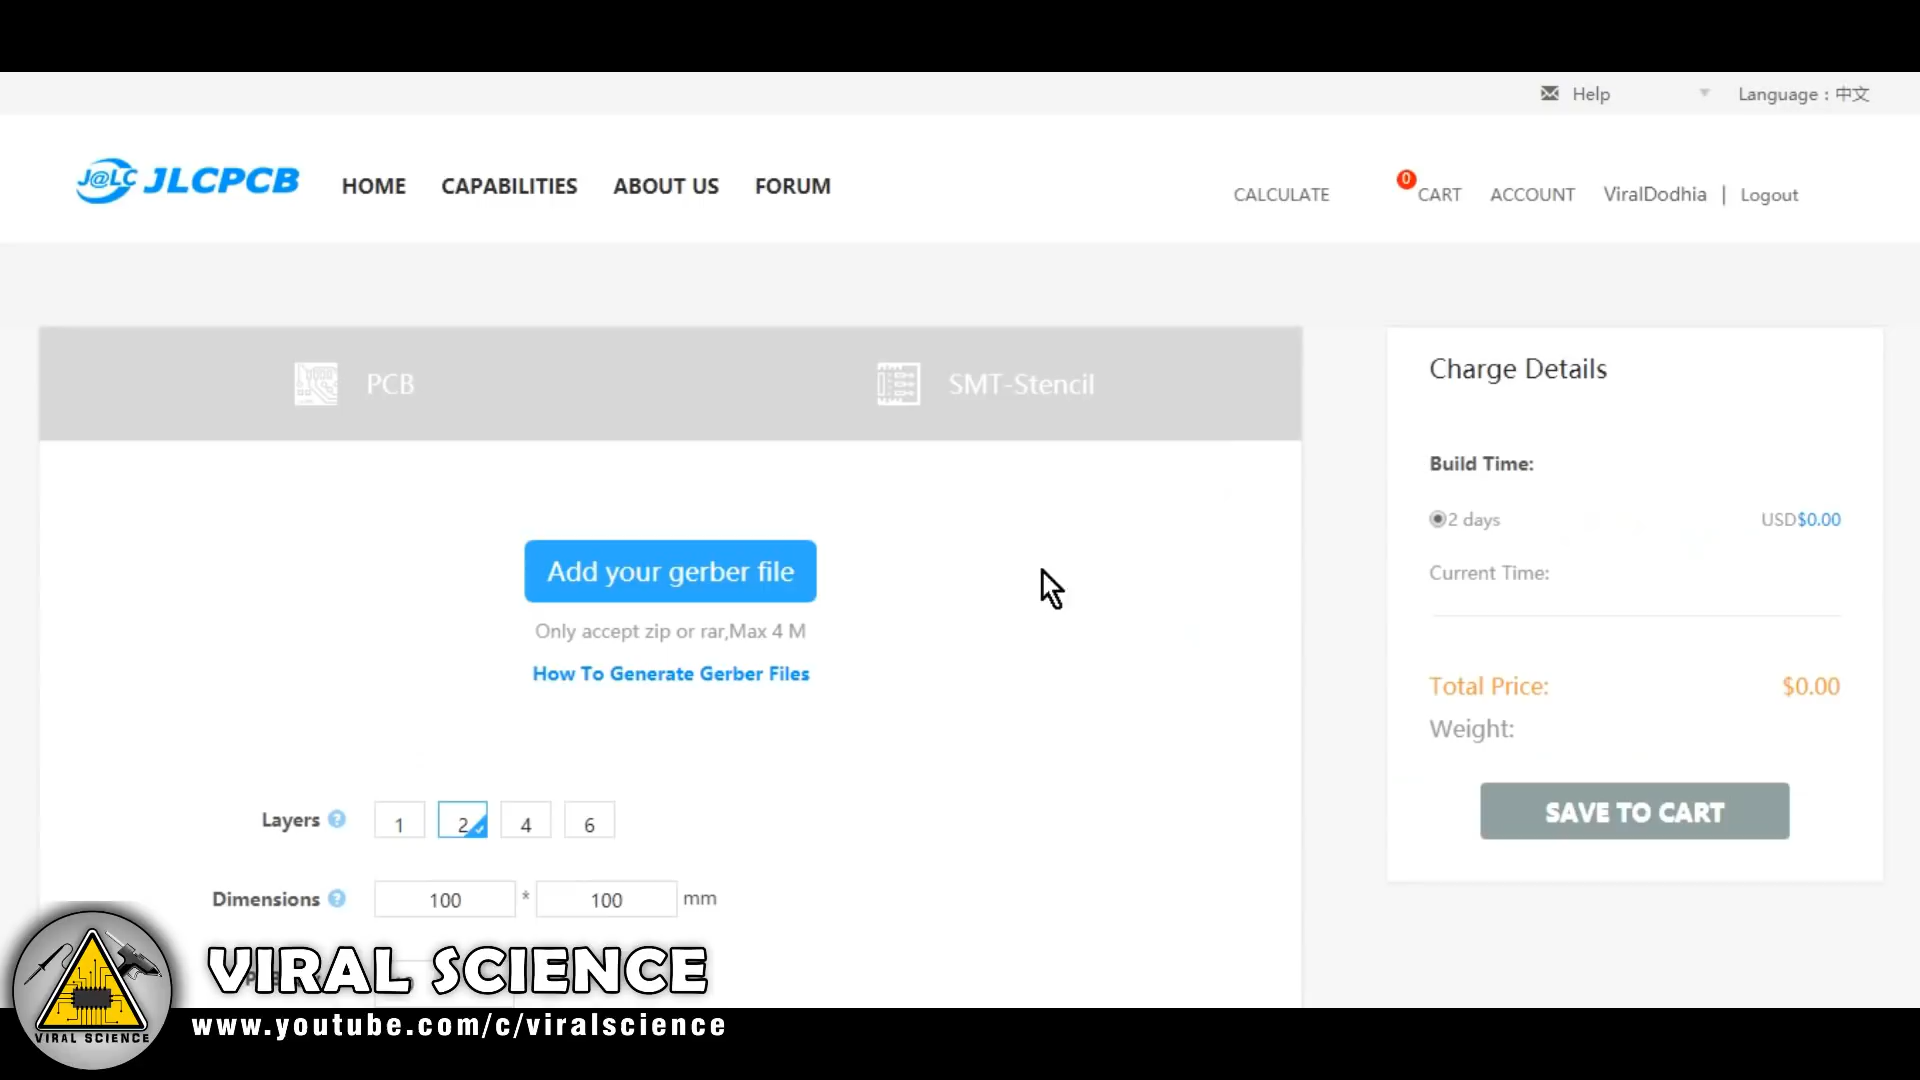 Help
Language : 中文
J@LC JLCPCB
HOME CAPABILITIES ABOUT US FORUM
CALCULATE 0 CART ACCOUNT ViralDodhia | Logout
PCB SMT-Stencil
Add your gerber file
Only accept zip or rar,Max 4 M
How To Generate Gerber Files
Layers ? 1 2 4 6
Dimensions ? 100 * 100 mm
Charge Details
Build Time:
2 days USD$0.00
Current Time:
Total Price: $0.00
Weight:
SAVE TO CART
VIRAL SCIENCE
www.youtube.com/c/viralscience
VIRAL SCIENCE